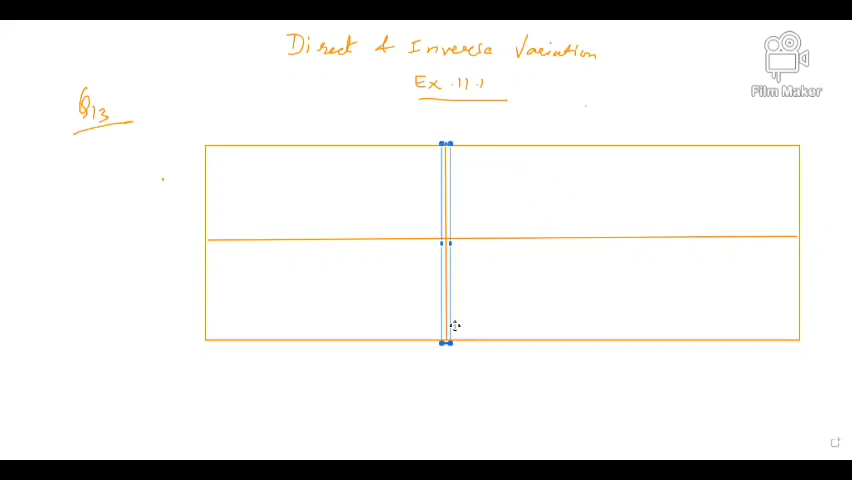 Direct & Inverse Variation
Ex.11.1
Q13
Film Maker